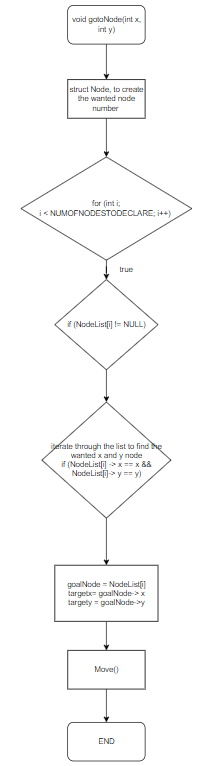 void gotoNode(int x,
int y)
struct Node, to create
the wanted node
number
for (int i;
i < NUMOFNODESTODECLARE; i++)
true
if (NodeList[i] != NULL)
iterate through the list to find the
wanted x and y node
if (NodeList[i] -> x == x &&
NodeList[i]-> y == y)
goalNode = NodeList[i]
targetx= goalNode-> x
targety = goalNode->y
Move()
END